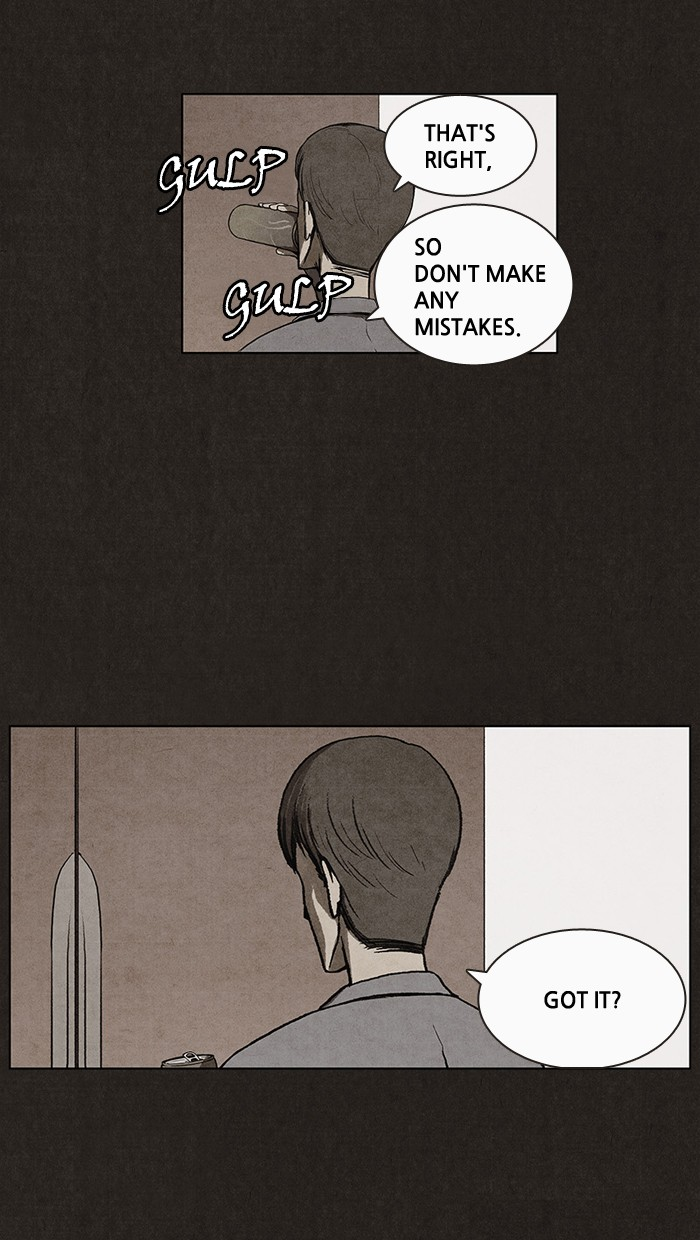 THAT'S
RIGHT,
GULP
SO
DON'T MAKE
ANY
MISTAKES.
GULP
GOT IT?